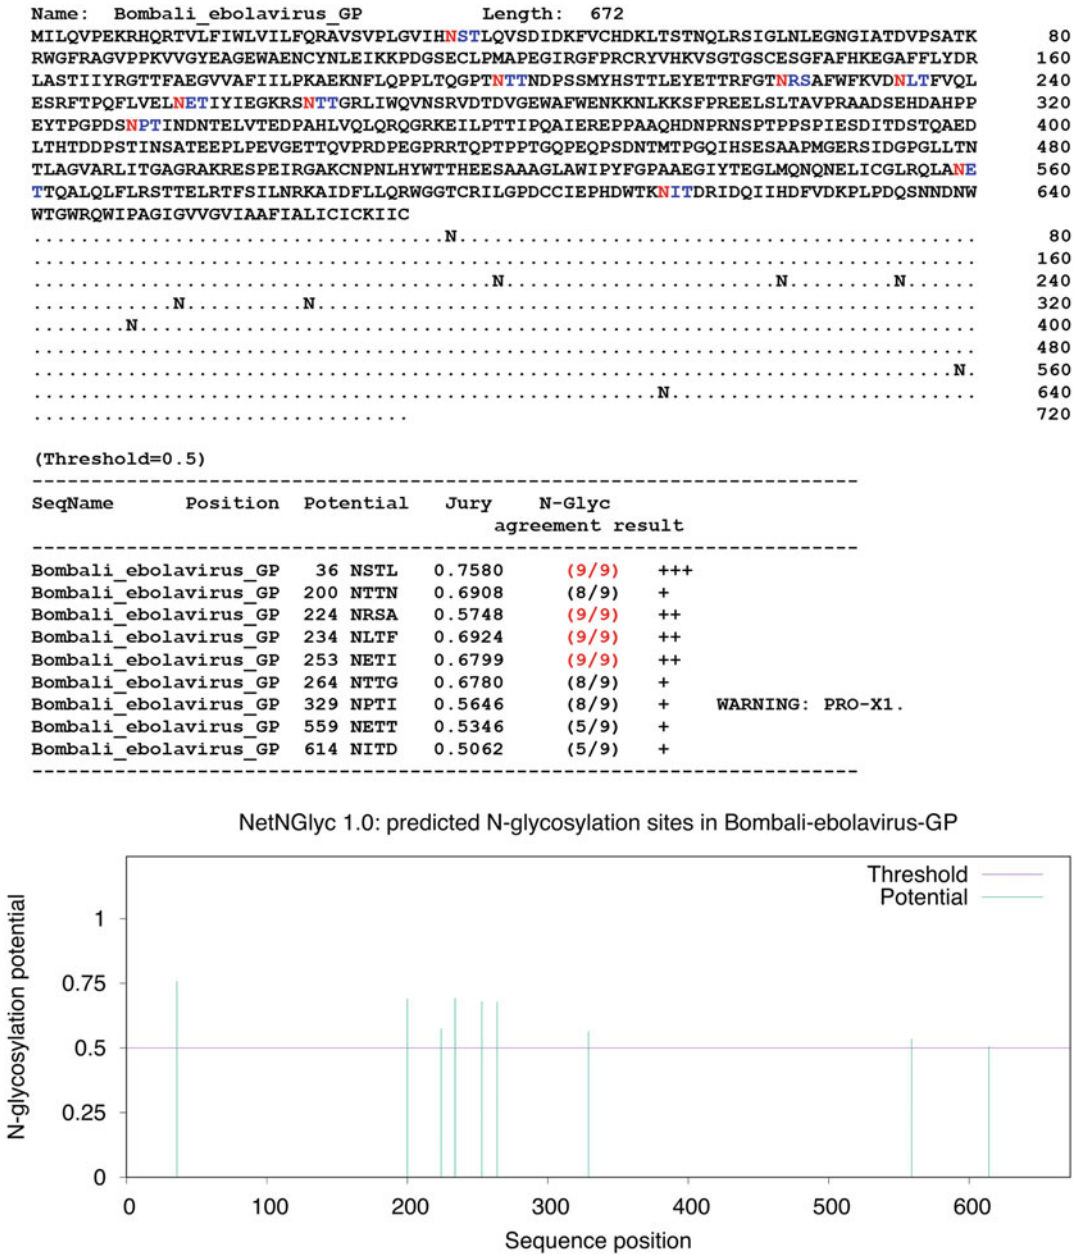 Name: Bombali_ebolavirus_GP Length: 672
MILQVPEKRHQRTVLFIWLVILFQRAVSVPLGVIHNSTLQVSDIDKFVCHDKLTSTNQLRSIGLNLEGNGIATDVPSATK 80
RWGFRAGVPPKVVGYEAGEWAENCYNLEIKKPDGSECLPMAPEGIRGFPRCRYVHKVSGTGSCESGFAFHKEGAFFLYDR 160
LASTIIYRGTTFAEGVVAFIILPKAEKNFLQPPLTQGPTNTTNDPSSMYHSTTLEYETTRFGTNRSAFWFKVDNLTFVQL 240
ESRFTPQFLVELNETIYIEGKRSNTTGRLIWQVNSRVDTDVGEWAFWENKKNLKKSFPREELSLTAVPRAADSEHDAHPP 320
EYTPGPDSNPTINDNTELVTEDPAHLVQLQRQGRKEILPTTIPQAIEREPPAAQHDNPRNSPTPPSPIESDITDSTQAED 400
LTHTDDPSTINSATEEPLPEVGETTQVPRDPEGPRRTQPTPPTGQPEQPSDNTMTPGQIHSESAAPMGERSIDGPGLLTN 480
TLAGVARLITGAGRAKRESPEIRGAKCNPNLHYWTTHEESAAAGLAWIPYFGPAAEGIYTEGLMQNQNELICGLRQLANE 560
TTQALQLFLRSTTELRTFSILNRKAIDFLLQRWGGTCRILGPDCCIEPHDWTKNITDRIDQIIHDFVDKPLPDQSNNDNW 640
WTGWRQWIPAGIGVVGVIAAFIALICICKIIC
...................................N............................................ 80
................................................................................ 160
.......................................N.......................N.........N...... 240
............N..........N........................................................ 320
........N....................................................................... 400
................................................................................ 480
..............................................................................N. 560
.....................................................N.......................... 640
................................ 720
(Threshold=0.5)
----------------------------------------------------------------------
SeqName Position Potential Jury N-Glyc
agreement result
----------------------------------------------------------------------
Bombali_ebolavirus_GP 36 NSTL 0.7580 (9/9) +++
Bombali_ebolavirus_GP 200 NTTN 0.6908 (8/9) +
Bombali_ebolavirus_GP 224 NRSA 0.5748 (9/9) ++
Bombali_ebolavirus_GP 234 NLTF 0.6924 (9/9) ++
Bombali_ebolavirus_GP 253 NETI 0.6799 (9/9) ++
Bombali_ebolavirus_GP 264 NTTG 0.6780 (8/9) +
Bombali_ebolavirus_GP 329 NPTI 0.5646 (8/9) + WARNING: PRO-X1.
Bombali_ebolavirus_GP 559 NETT 0.5346 (5/9) +
Bombali_ebolavirus_GP 614 NITD 0.5062 (5/9) +
----------------------------------------------------------------------
NetNGlyc 1.0: predicted N-glycosylation sites in Bombali-ebolavirus-GP
Threshold
Potential
N-glycosylation potential
1
0.75
0.5
0.25
0
0 100 200 300 400 500 600
Sequence position